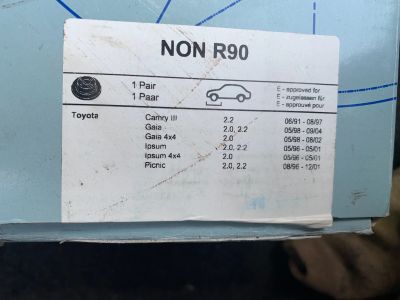 NON R90
1 Pair
1 Paar
E - approved for
E - zugelassen für
E - approuvé pour
Toyota Camry III 2.2 06/91 - 08/97
Gaia 2.0, 2.2 05/98 - 09/04
Gaia 4x4 2.0 05/98 - 08/02
Ipsum 2.0, 2.2 05/96 - 05/01
Ipsum 4x4 2.0 05/96 - 05/01
Picnic 2.0, 2.2 08/96 - 12/01